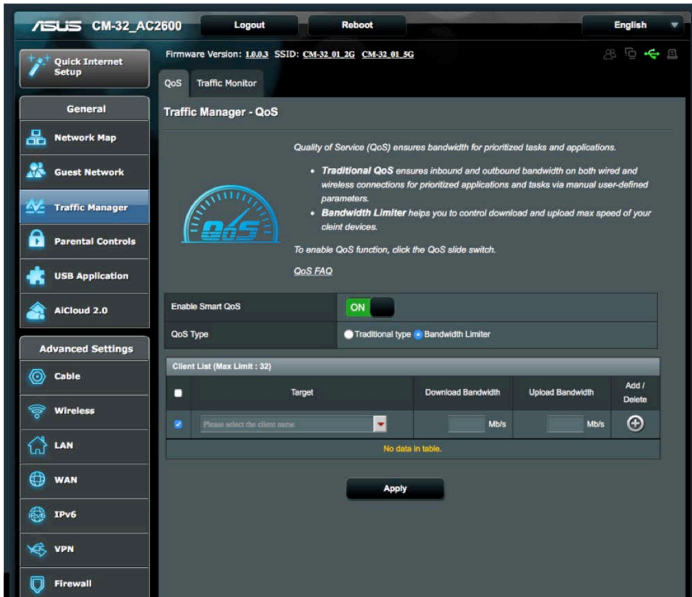 ASUS CM-32_AC2600
Logout
Reboot
English
Quick Internet
Setup
Firmware Version: 1.0.0.3 SSID: CM-32_01_2G CM-32_01_5G
QoS
Traffic Monitor
General
Network Map
Guest Network
Traffic Manager
Parental Controls
USB Application
AiCloud 2.0
Advanced Settings
Cable
Wireless
LAN
WAN
IPv6
VPN
Firewall
Traffic Manager - QoS
Quality of Service (QoS) ensures bandwidth for prioritized tasks and applications.
• Traditional QoS ensures inbound and outbound bandwidth on both wired and
wireless connections for prioritized applications and tasks via manual user-defined
parameters.
• Bandwidth Limiter helps you to control download and upload max speed of your
cleint devices.
To enable QoS function, click the QoS slide switch.
QoS FAQ
QoS
Enable Smart QoS
ON
QoS Type
Traditional type
Bandwidth Limiter
Client List (Max Limit : 32)
Target
Download Bandwidth
Upload Bandwidth
Add /
Delete
Please select the client name
Mb/s
Mb/s
No data in table.
Apply